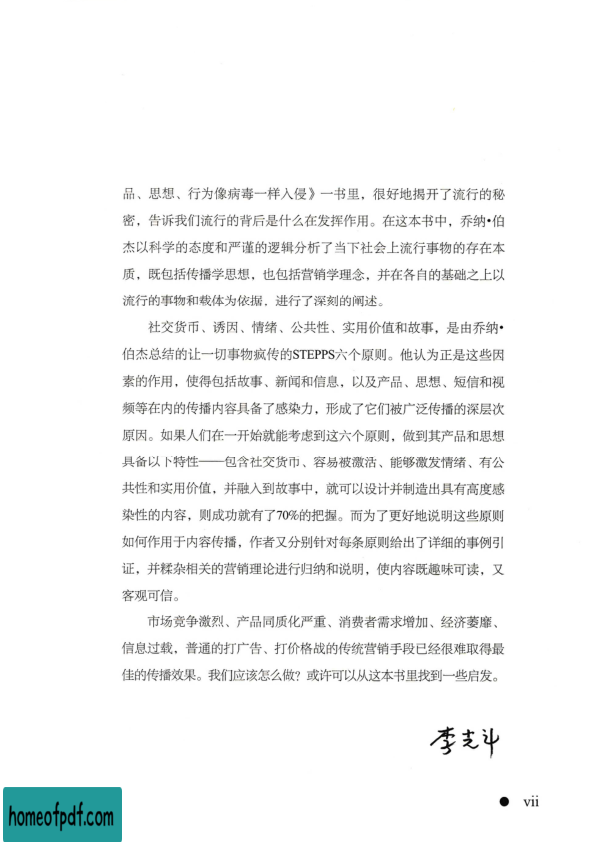 品、思想、行为像病毒一样入侵》一书里，很好地揭开了流行的秘
密，告诉我们流行的背后是什么在发挥作用。在这本书中，乔纳•伯
杰以科学的态度和严谨的逻辑分析了当下社会上流行事物的存在本
质，既包括传播学思想，也包括营销学理念，并在各自的基础之上以
流行的事物和载体为依据，进行了深刻的阐述。
社交货币、诱因、情绪、公共性、实用价值和故事，是由乔纳•
伯杰总结的让一切事物疯传的STEPPS六个原则。他认为正是这些因
素的作用，使得包括故事、新闻和信息，以及产品、思想、短信和视
频等在内的传播内容具备了感染力，形成了它们被广泛传播的深层次
原因。如果人们在一开始就能考虑到这六个原则，做到其产品和思想
具备以下特性——包含社交货币、容易被激活、能够激发情绪、有公
共性和实用价值，并融入到故事中，就可以设计并制造出具有高度感
染性的内容，则成功就有了70%的把握。而为了更好地说明这些原则
如何作用于内容传播，作者又分别针对每条原则给出了详细的事例引
证，并糅杂相关的营销理论进行归纳和说明，使内容既趣味可读，又
客观可信。
市场竞争激烈、产品同质化严重、消费者需求增加、经济萎靡、
信息过载，普通的打广告、打价格战的传统营销手段已经很难取得最
佳的传播效果。我们应该怎么做？或许可以从这本书里找到一些启发。
李光斗
● vii
homeofpdf.com